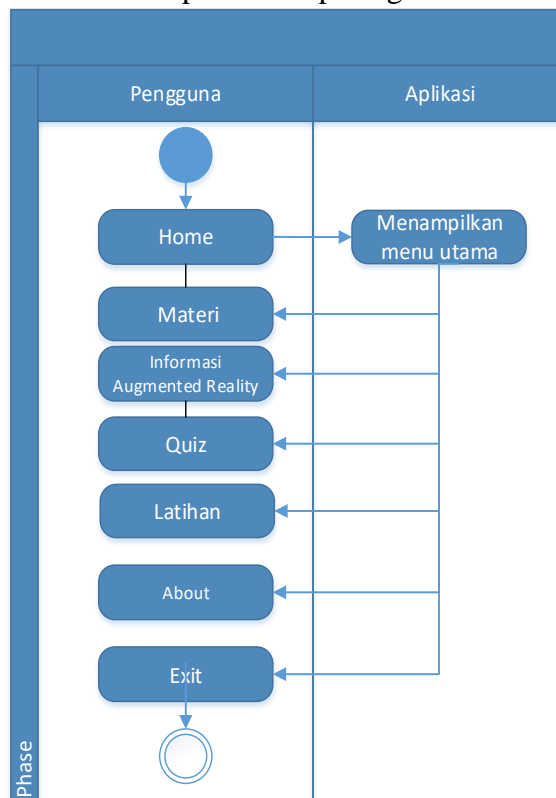 Pengguna
Aplikasi
Home
Menampilkan
menu utama
Materi
Informasi
Augmented Reality
Quiz
Latihan
About
Exit
Phase